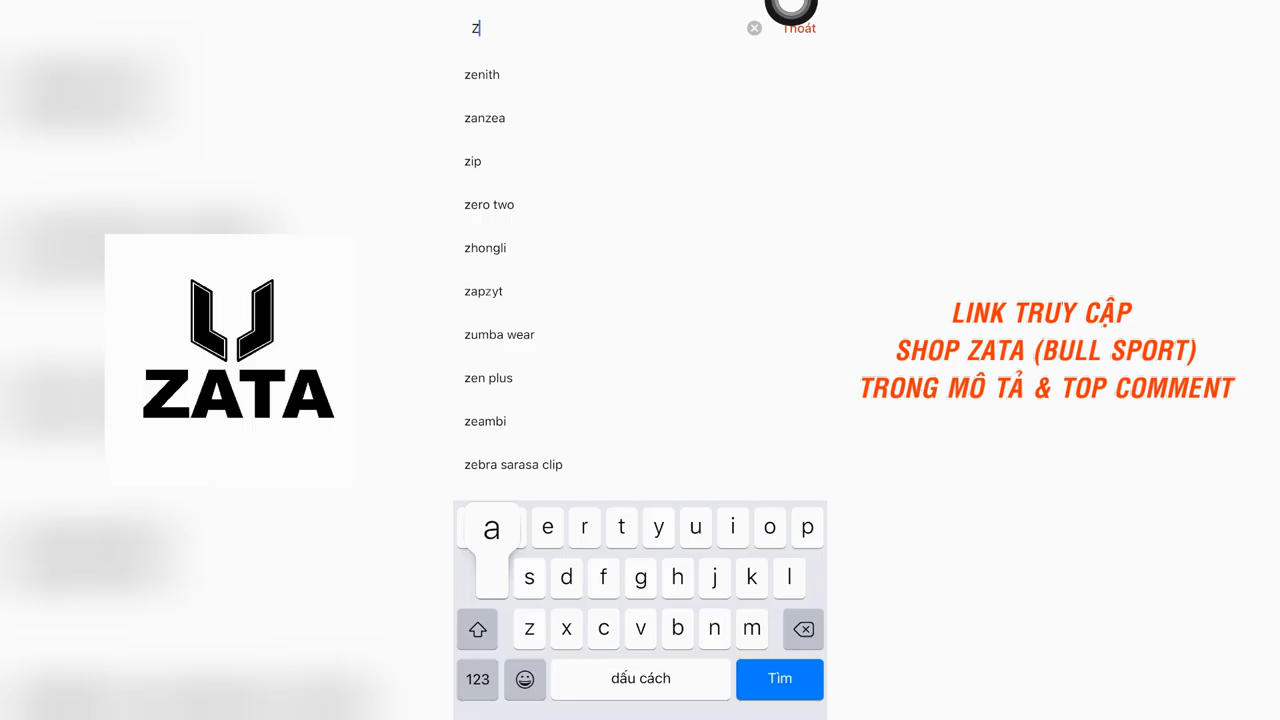 Z
Thoát
zenith
zanzea
zip
zero two
zhongli
zapzyt
zumba wear
zen plus
zeambi
zebra sarasa clip
ZATA
LINK TRUY CẬP
SHOP ZATA (BULL SPORT)
TRONG MÔ TẢ & TOP COMMENT
a e r t y u i o p
s d f g h j k l
z x c v b n m
123 dấu cách Tìm